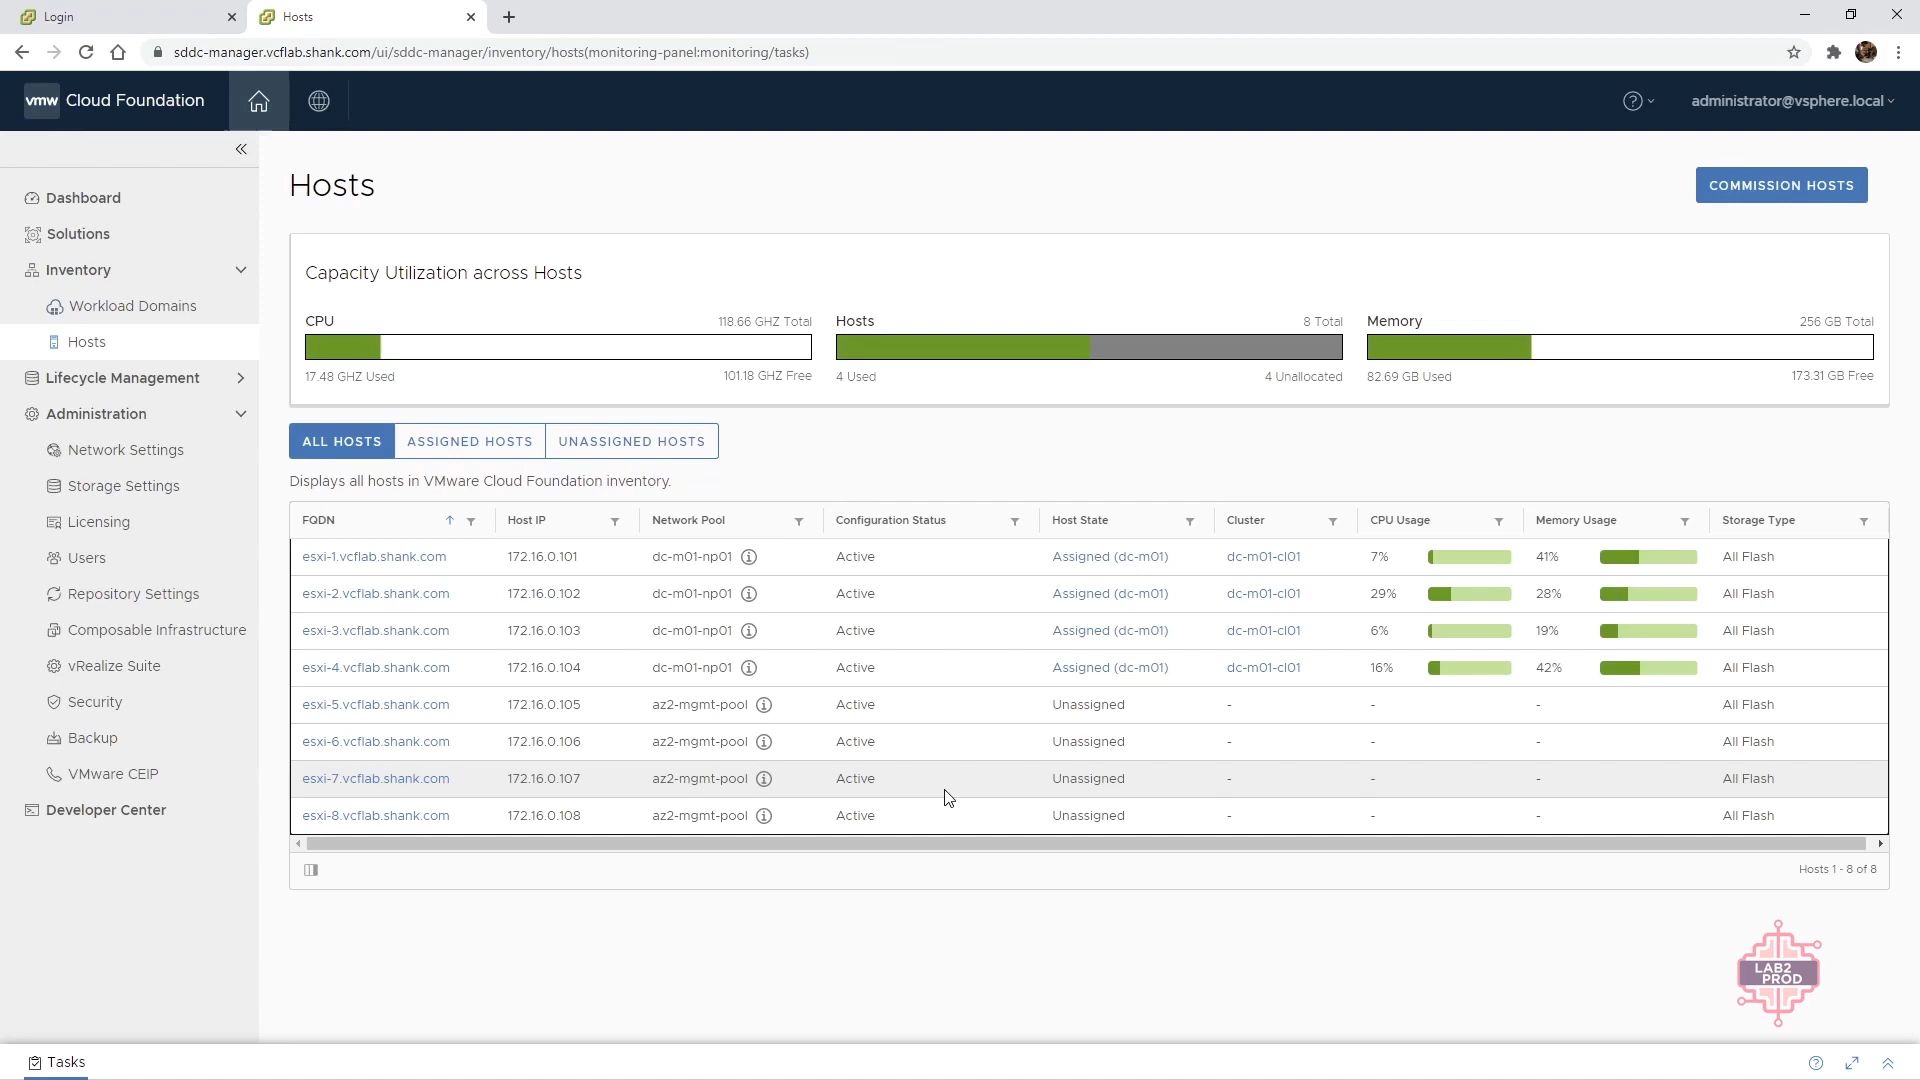 Login
Hosts
sddc-manager.vcflab.shank.com/ui/sddc-manager/inventory/hosts(monitoring-panel:monitoring/tasks)
vmw Cloud Foundation
administrator@vsphere.local
Dashboard
Solutions
Inventory
Workload Domains
Hosts
Lifecycle Management
Administration
Network Settings
Storage Settings
Licensing
Users
Repository Settings
Composable Infrastructure
vRealize Suite
Security
Backup
VMware CEIP
Developer Center
Hosts
COMMISSION HOSTS
Capacity Utilization across Hosts
CPU 118.66 GHZ Total
17.48 GHZ Used 101.18 GHZ Free
Hosts 8 Total
4 Used 4 Unallocated
Memory 256 GB Total
82.69 GB Used 173.31 GB Free
ALL HOSTS ASSIGNED HOSTS UNASSIGNED HOSTS
Displays all hosts in VMware Cloud Foundation inventory.
FQDN Host IP Network Pool Configuration Status Host State Cluster CPU Usage Memory Usage Storage Type
esxi-1.vcflab.shank.com 172.16.0.101 dc-m01-np01 Active Assigned (dc-m01) dc-m01-cl01 7% 41% All Flash
esxi-2.vcflab.shank.com 172.16.0.102 dc-m01-np01 Active Assigned (dc-m01) dc-m01-cl01 29% 28% All Flash
esxi-3.vcflab.shank.com 172.16.0.103 dc-m01-np01 Active Assigned (dc-m01) dc-m01-cl01 6% 19% All Flash
esxi-4.vcflab.shank.com 172.16.0.104 dc-m01-np01 Active Assigned (dc-m01) dc-m01-cl01 16% 42% All Flash
esxi-5.vcflab.shank.com 172.16.0.105 az2-mgmt-pool Active Unassigned - - - All Flash
esxi-6.vcflab.shank.com 172.16.0.106 az2-mgmt-pool Active Unassigned - - - All Flash
esxi-7.vcflab.shank.com 172.16.0.107 az2-mgmt-pool Active Unassigned - - - All Flash
esxi-8.vcflab.shank.com 172.16.0.108 az2-mgmt-pool Active Unassigned - - - All Flash
Hosts 1 - 8 of 8
LAB2
PROD
Tasks